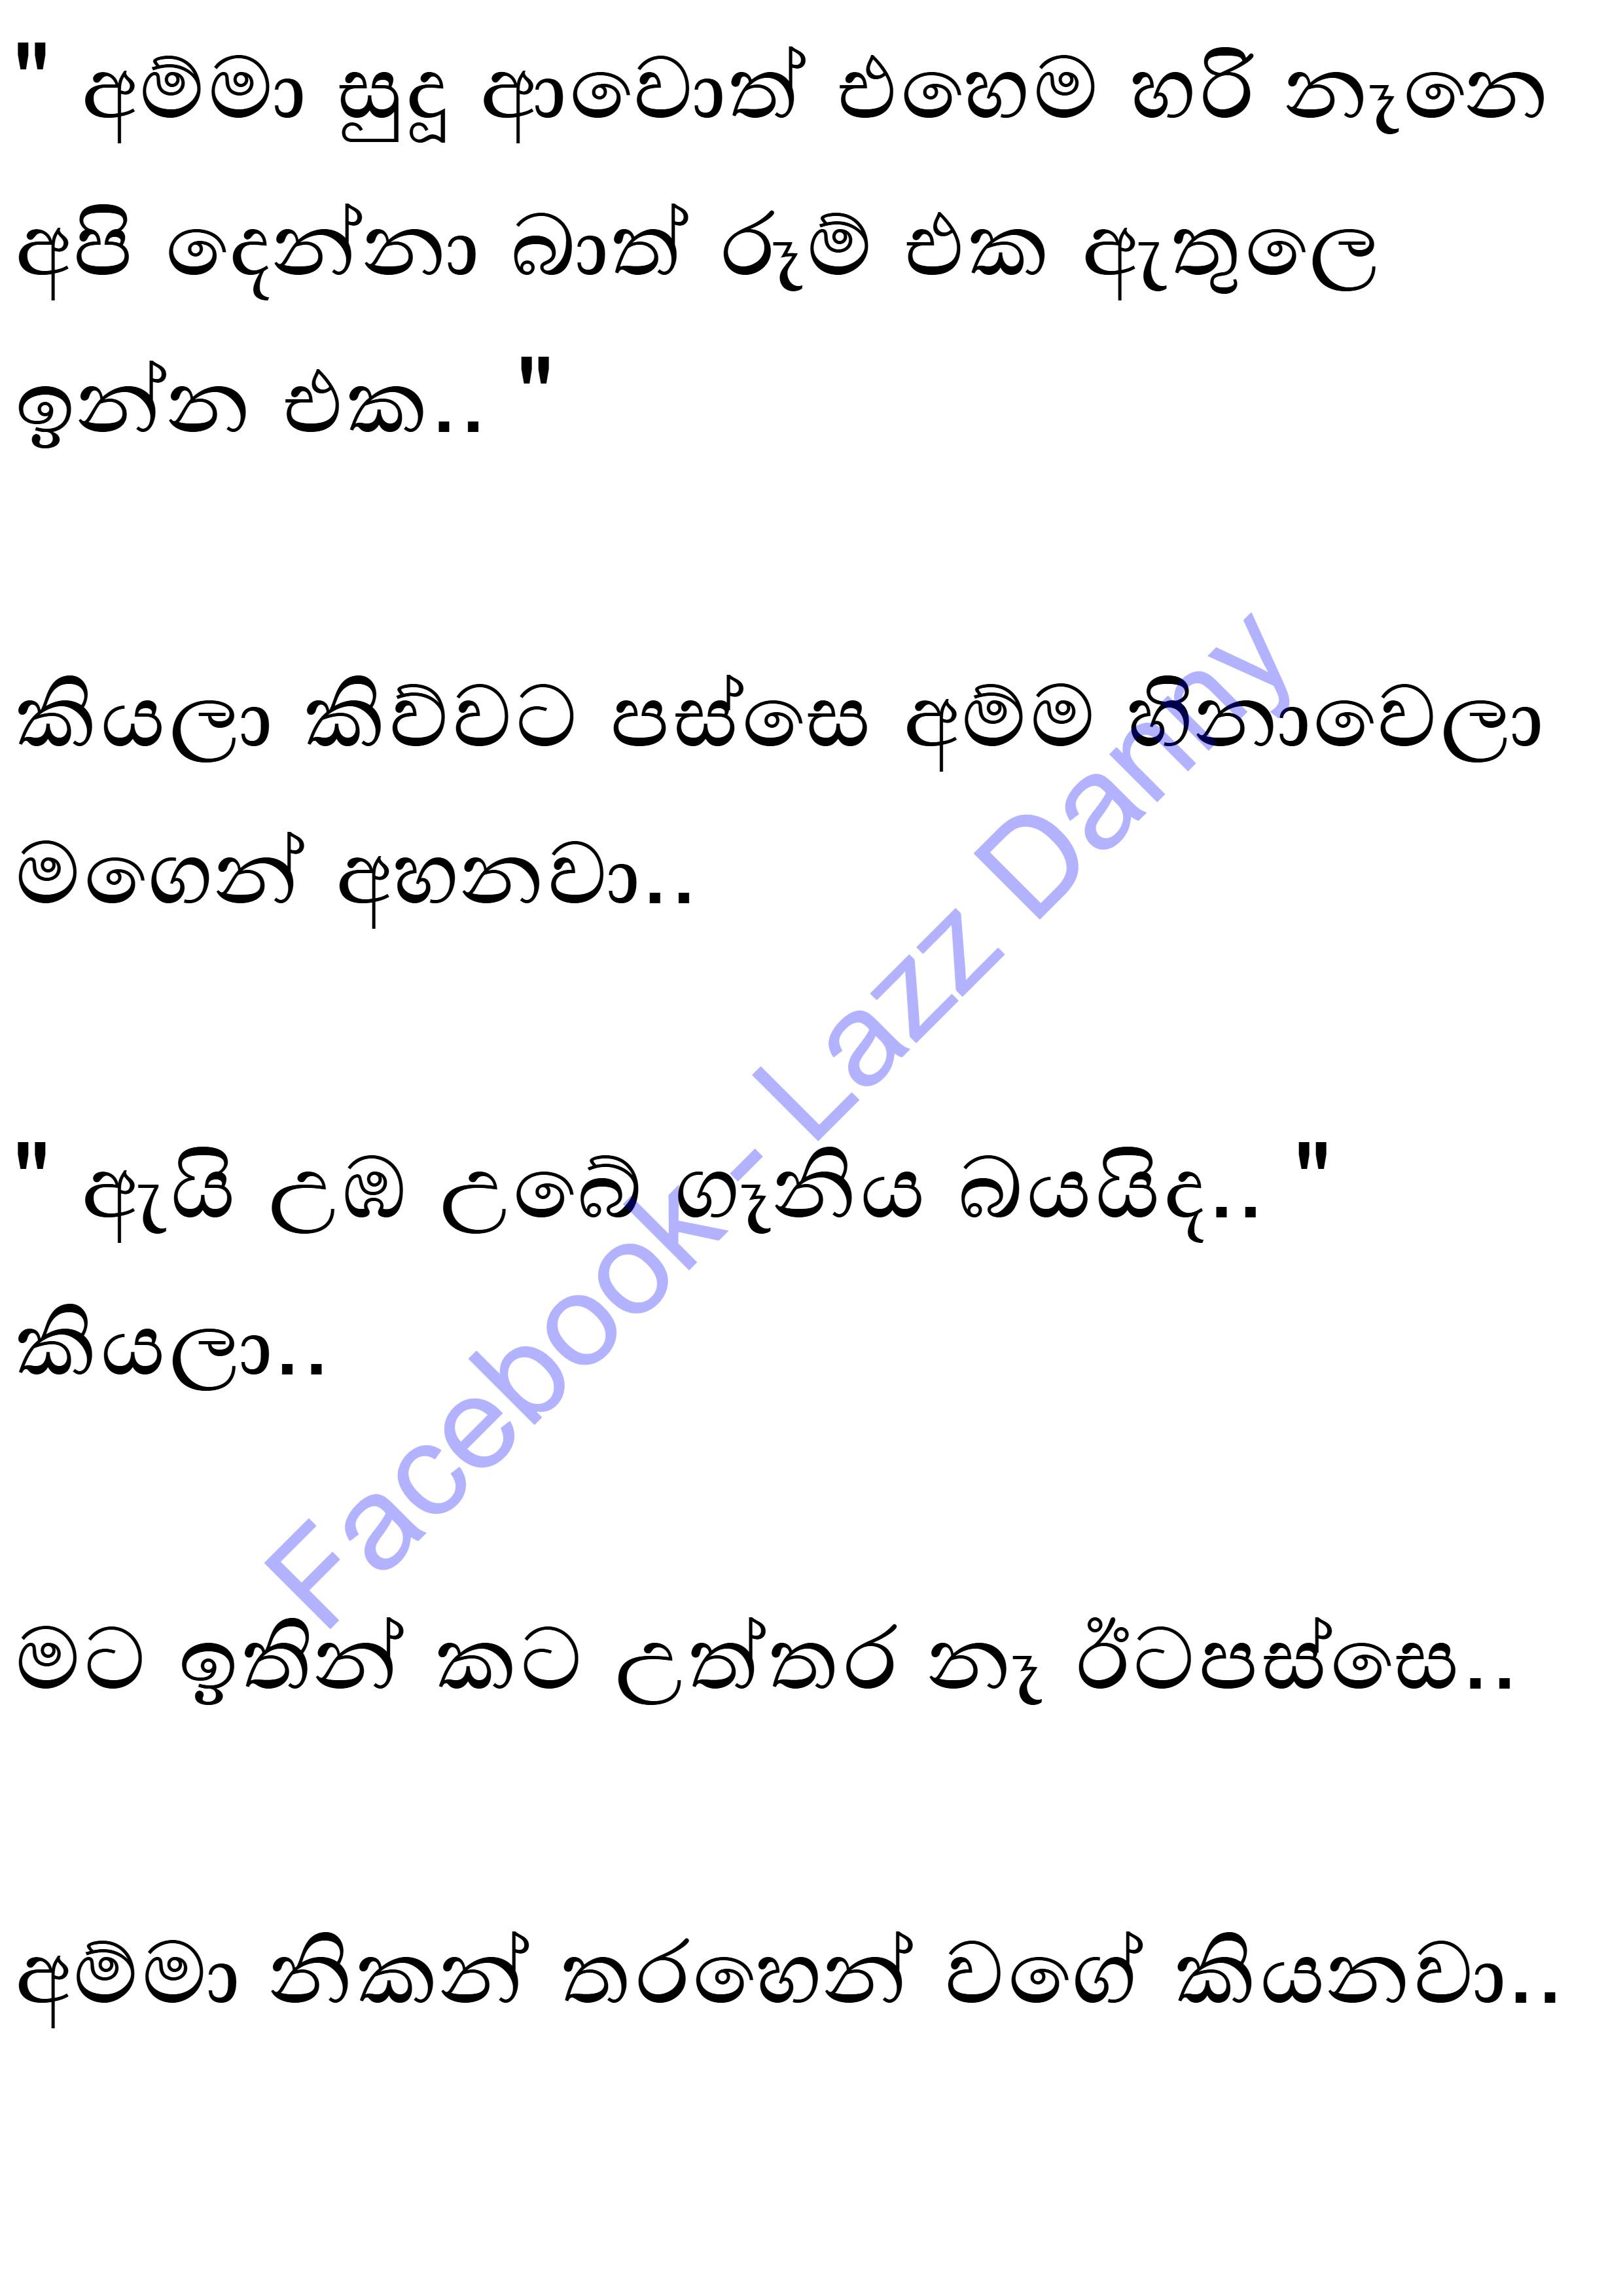 " අම්මා සුදූ ආවොත් එහෙම හරි නෑනෙ
අපි දෙන්නා බාත් රූම් එක ඇතුලෙ
ඉන්න එක.. "
කියලා කිව්වට පස්සෙ අම්ම හිනාවෙලා
මගෙන් අහනවා..
" ඇයි උඹ උබේ ගෑනිය බයයිද.. "
කියලා..
මට ඉතින් කට උත්තර නෑ ඊටපස්සෙ..
අම්මා නිකන් තරහෙන් වගේ කියනවා..
Facebook- Lazz Danny